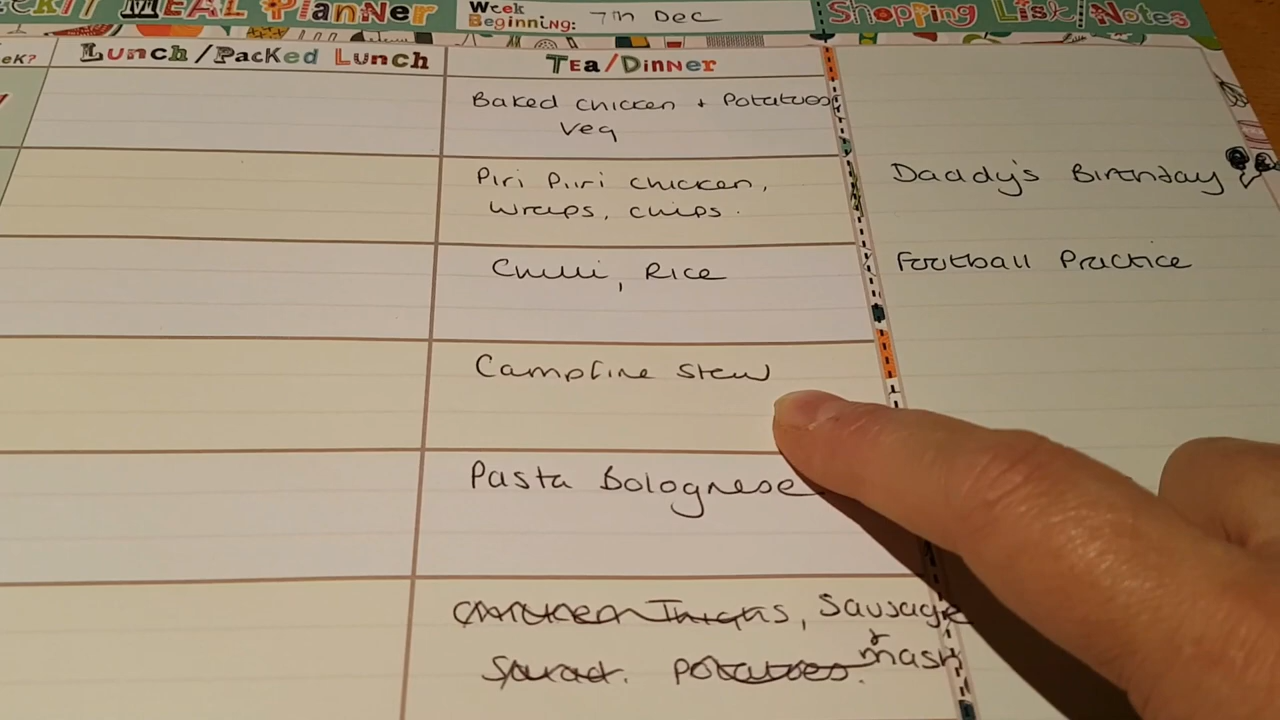 MEAL Planner
Week Beginning: 7th Dec
Shopping List/Notes
eek?
Lunch/Packed Lunch
Tea/Dinner
Baked chicken + Potatoes
Veg
Piri Piri chicken,
wraps, chips.
Daddy's Birthday
Chilli, Rice
Football Practice
Campfire stew
Pasta Bolognese
Chicken Thighs, Sausage
&
Potatoes. mash